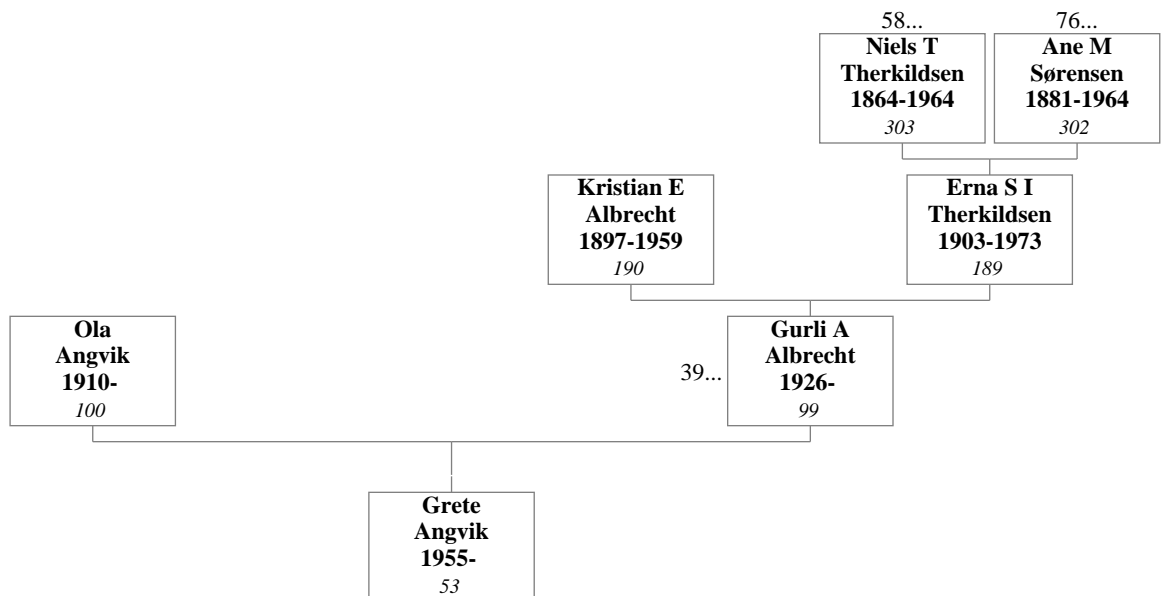 58...
76...
Niels T
Therkildsen
1864-1964
303
Ane M
Sørensen
1881-1964
302
Kristian E
Albrecht
1897-1959
190
Erna S I
Therkildsen
1903-1973
189
Ola
Angvik
1910-
100
39...
Gurli A
Albrecht
1926-
99
Grete
Angvik
1955-
53